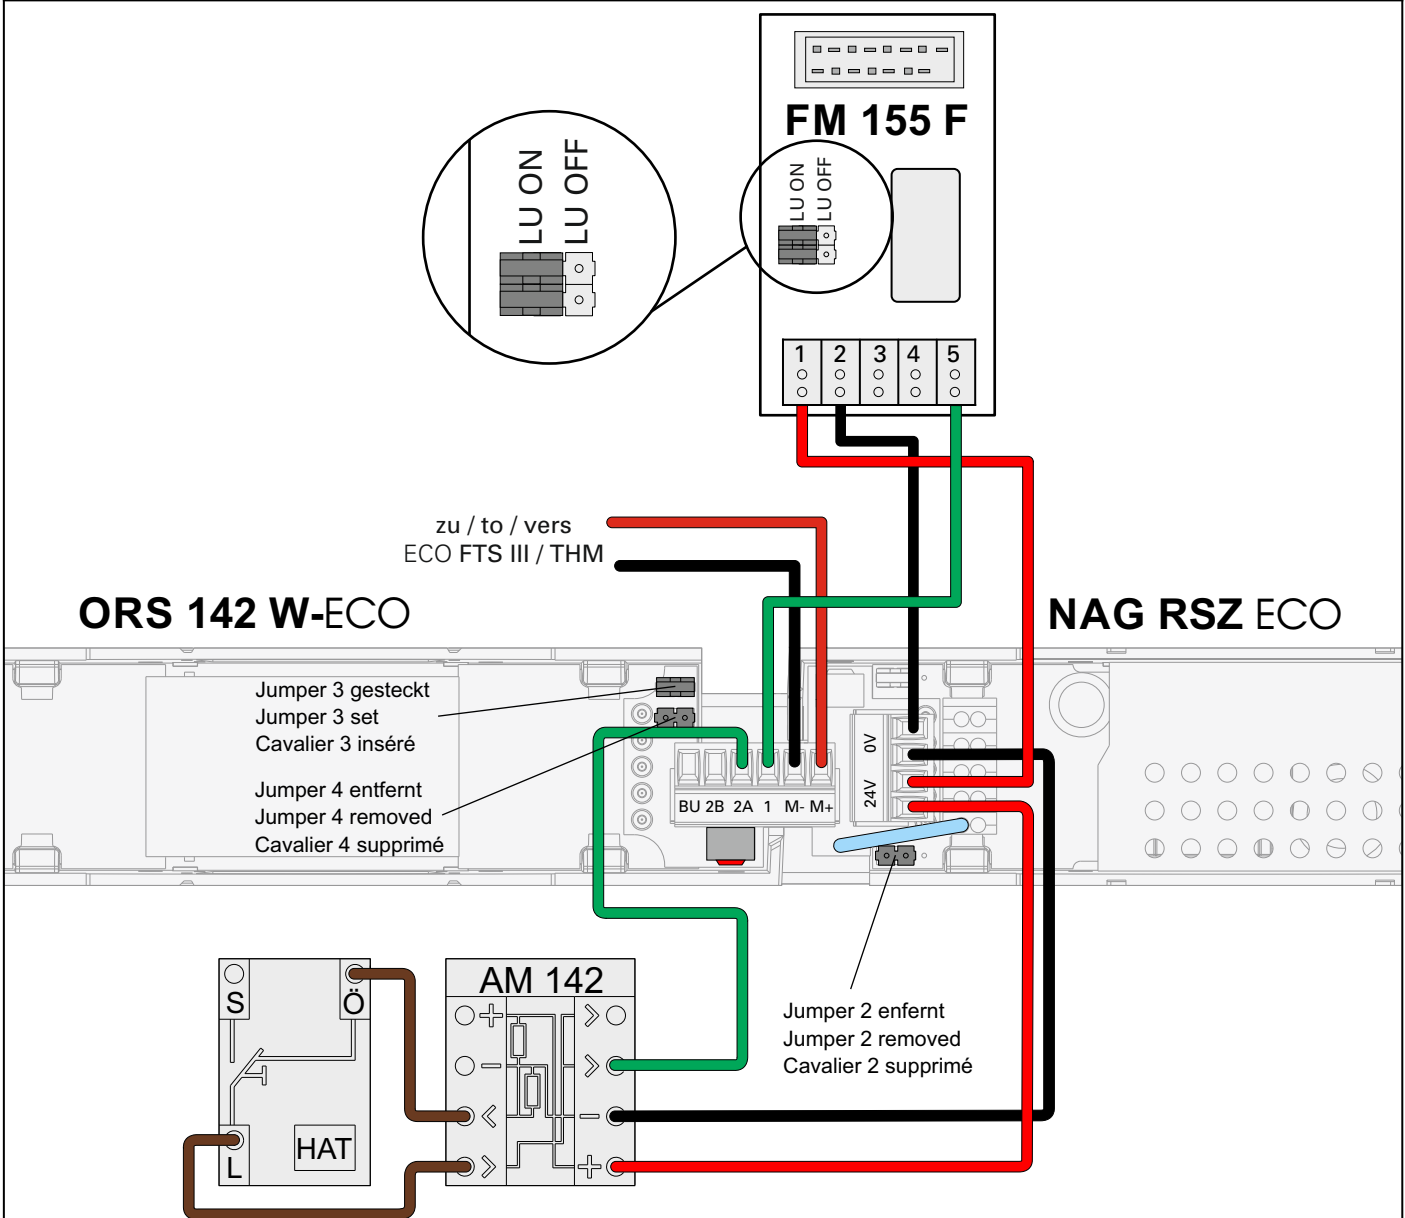 FM 155 F
LU ON
LU OFF
LU ON
LU OFF
1 2 3 4 5
zu / to / vers
ECO FTS III / THM
ORS 142 W-ECO
NAG RSZ ECO
Jumper 3 gesteckt
Jumper 3 set
Cavalier 3 inséré
Jumper 4 entfernt
Jumper 4 removed
Cavalier 4 supprimé
BU 2B 2A 1 M- M+
0V
24V
Jumper 2 enfernt
Jumper 2 removed
Cavalier 2 supprimé
S Ö
L HAT
AM 142
+ >
- >
< -
> +